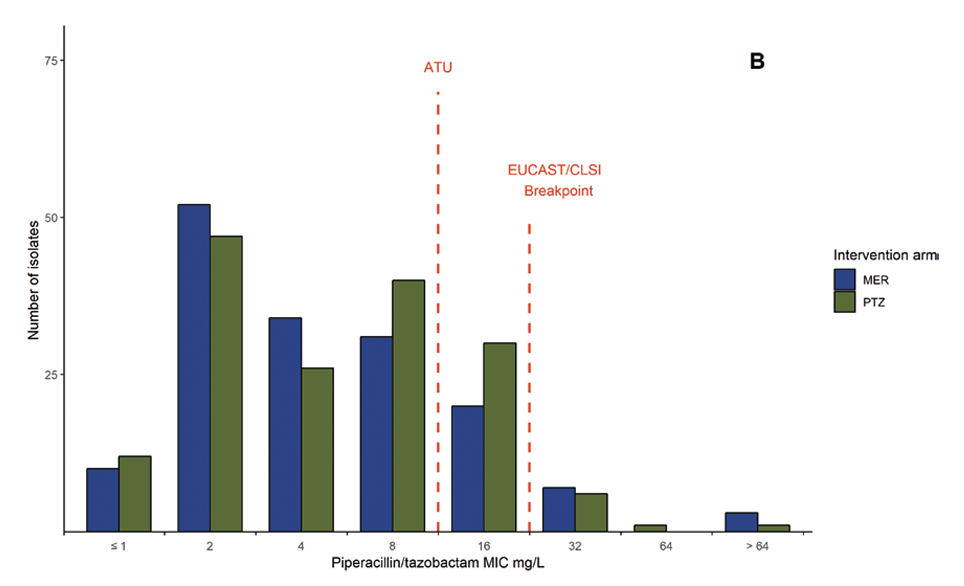 B
75
50
25
Number of isolates
ATU
EUCAST/CLSI
Breakpoint
≤ 1
2
4
8
16
32
64
> 64
Piperacillin/tazobactam MIC mg/L
Intervention arm
MER
PTZ